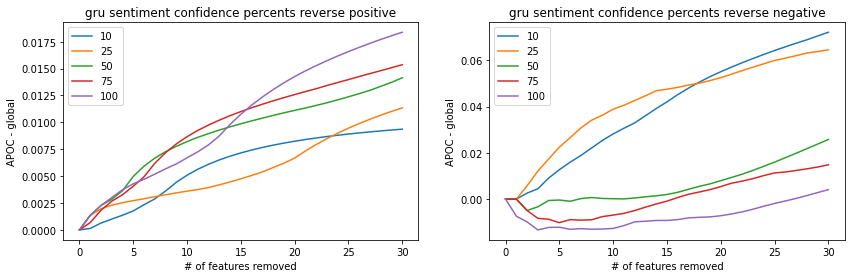 gru sentiment confidence percents reverse positive
10
25
50
75
100
APOC - global
0.0175
0.0150
0.0125
0.0100
0.0075
0.0050
0.0025
0.0000
0 5 10 15 20 25 30
# of features removed
gru sentiment confidence percents reverse negative
10
25
50
75
100
APOC - global
0.06
0.04
0.02
0.00
0 5 10 15 20 25 30
# of features removed